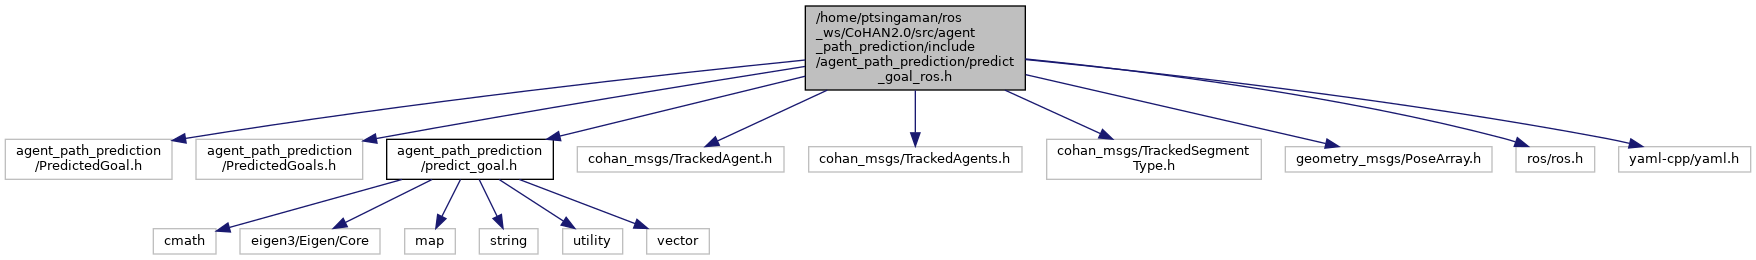 /home/ptsingaman/ros
_ws/CoHAN2.0/src/agent
_path_prediction/include
/agent_path_prediction/predict
_goal_ros.h
agent_path_prediction
/PredictedGoal.h
agent_path_prediction
/PredictedGoals.h
agent_path_prediction
/predict_goal.h
cohan_msgs/TrackedAgent.h
cohan_msgs/TrackedAgents.h
cohan_msgs/TrackedSegment
Type.h
geometry_msgs/PoseArray.h
ros/ros.h
yaml-cpp/yaml.h
cmath
eigen3/Eigen/Core
map
string
utility
vector